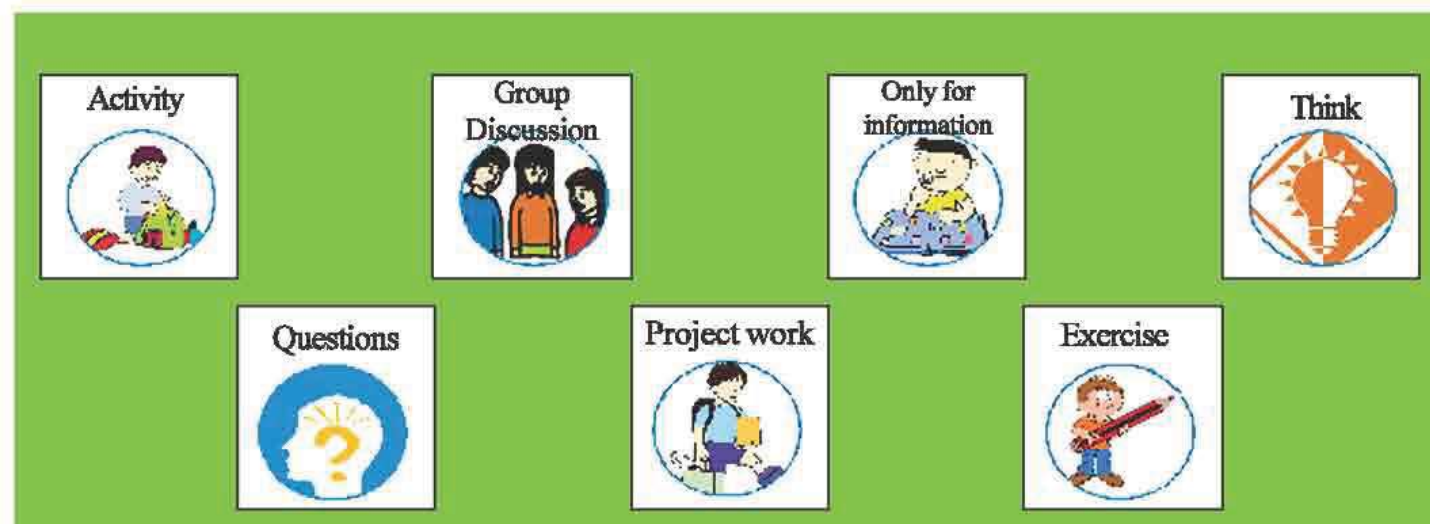 Activity
Group
Discussion
Only for
information
Think
Questions
Project work
Exercise